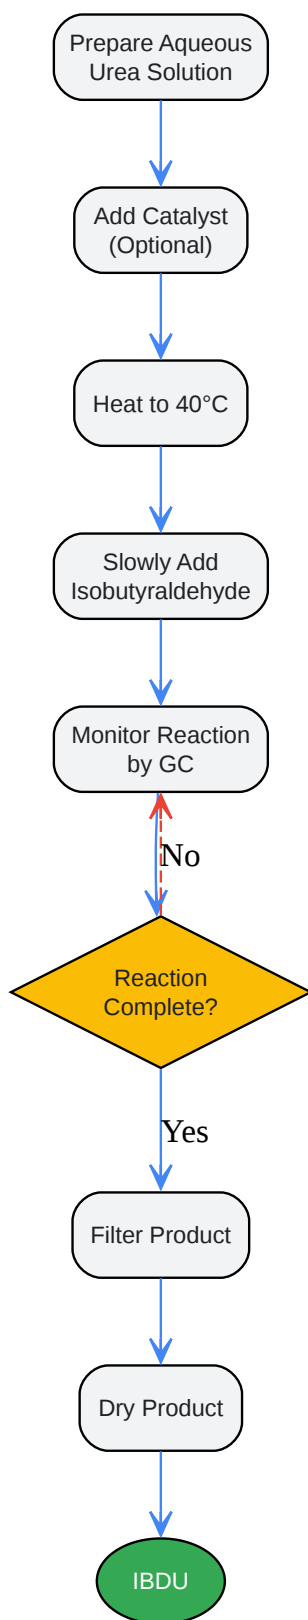 Prepare Aqueous
Urea Solution
Add Catalyst
(Optional)
Heat to 40°C
Slowly Add
Isobutyraldehyde
Monitor Reaction
by GC
No
Reaction
Complete?
Yes
Filter Product
Dry Product
IBDU